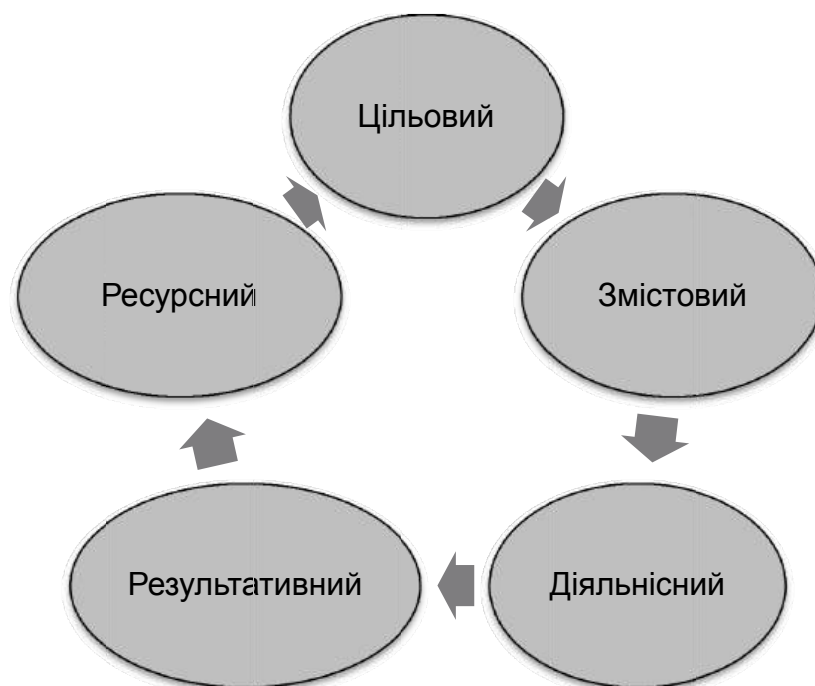 Цільовий
Ресурсний
Змістовий
Результативний
Діяльнісний